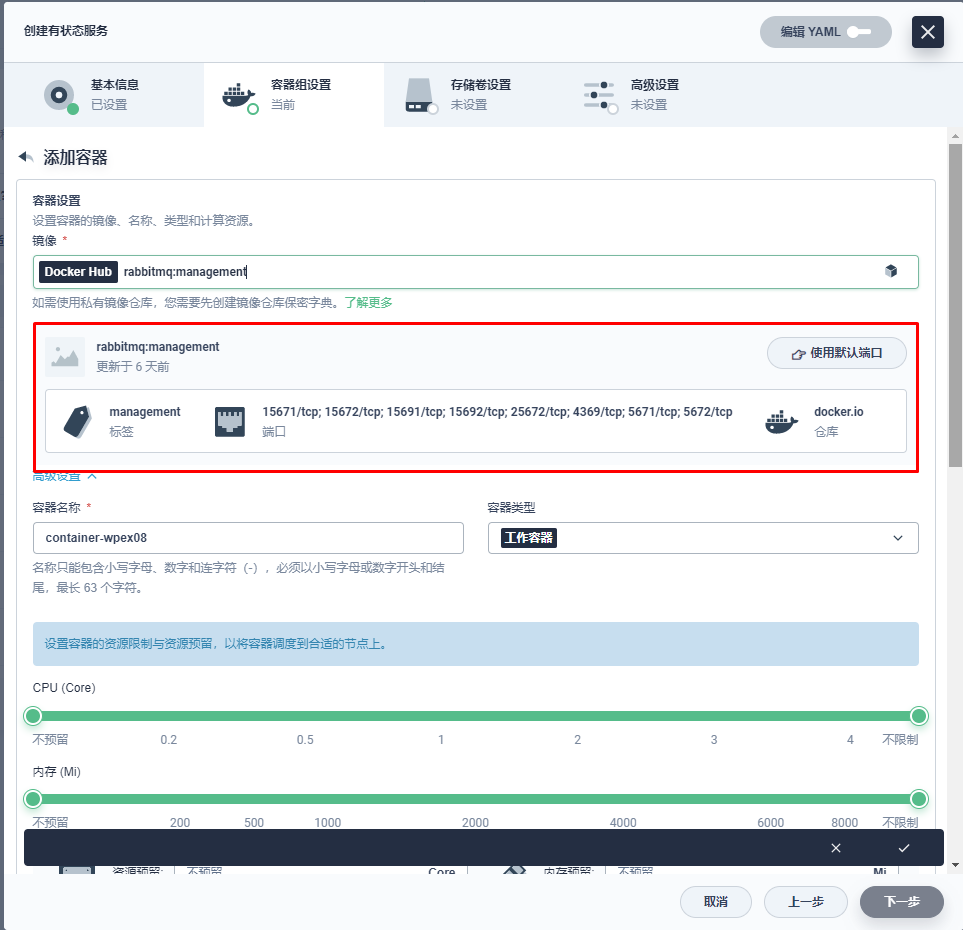 创建有状态服务
编辑 YAML
基本信息
已设置
容器组设置
当前
存储卷设置
未设置
高级设置
未设置
添加容器
容器设置
设置容器的镜像、名称、类型和计算资源。
镜像 *
Docker Hub rabbitmq:management
如需使用私有镜像仓库，您需要先创建镜像仓库保密字典。了解更多
rabbitmq:management
更新于 6 天前
使用默认端口
management
标签
15671/tcp; 15672/tcp; 15691/tcp; 15692/tcp; 25672/tcp; 4369/tcp; 5671/tcp; 5672/tcp
端口
docker.io
仓库
高级设置
容器名称 *
container-wpex08
名称只能包含小写字母、数字和连字符（-），必须以小写字母或数字开头和结
尾，最长 63 个字符。
容器类型
工作容器
设置容器的资源限制与资源预留，以将容器调度到合适的节点上。
CPU (Core)
不预留 0.2 0.5 1 2 3 4 不限制
内存 (Mi)
不预留 200 500 1000 2000 4000 6000 8000 不限制
资源预留: 不预留 Core 内存预留: 不预留 Mi
取消 上一步 下一步